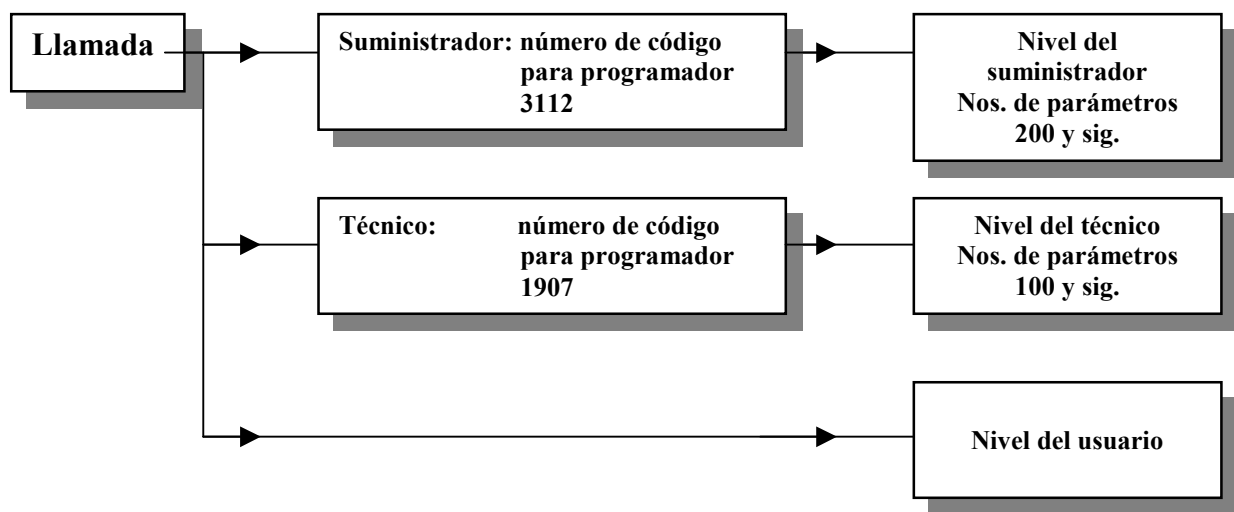 Llamada
Suministrador: número de código
para programador
3112
Nivel del
suministrador
Nos. de parámetros
200 y sig.
Técnico: número de código
para programador
1907
Nivel del técnico
Nos. de parámetros
100 y sig.
Nivel del usuario